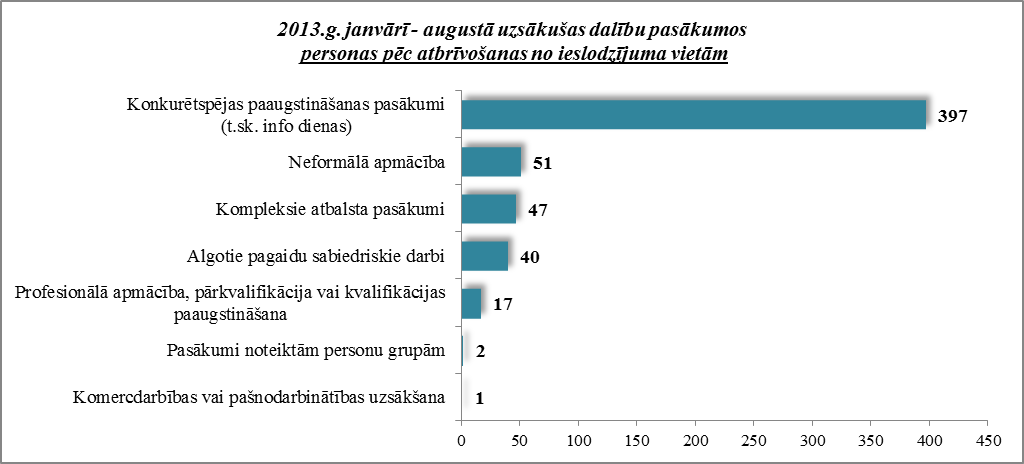 2013.g. janvārī - augustā uzsākušas dalību pasākumos
personas pēc atbrīvošanas no ieslodzījuma vietām
Konkurētspējas paaugstināšanas pasākumi
(t.sk. info dienas)
397
Neformālā apmācība
51
Kompleksie atbalsta pasākumi
47
Algotie pagaidu sabiedriskie darbi
40
Profesionālā apmācība, pārkvalifikācija vai kvalifikācijas
paaugstināšana
17
Pasākumi noteiktām personu grupām
2
Komercdarbības vai pašnodarbinātības uzsākšana
1
0 50 100 150 200 250 300 350 400 450